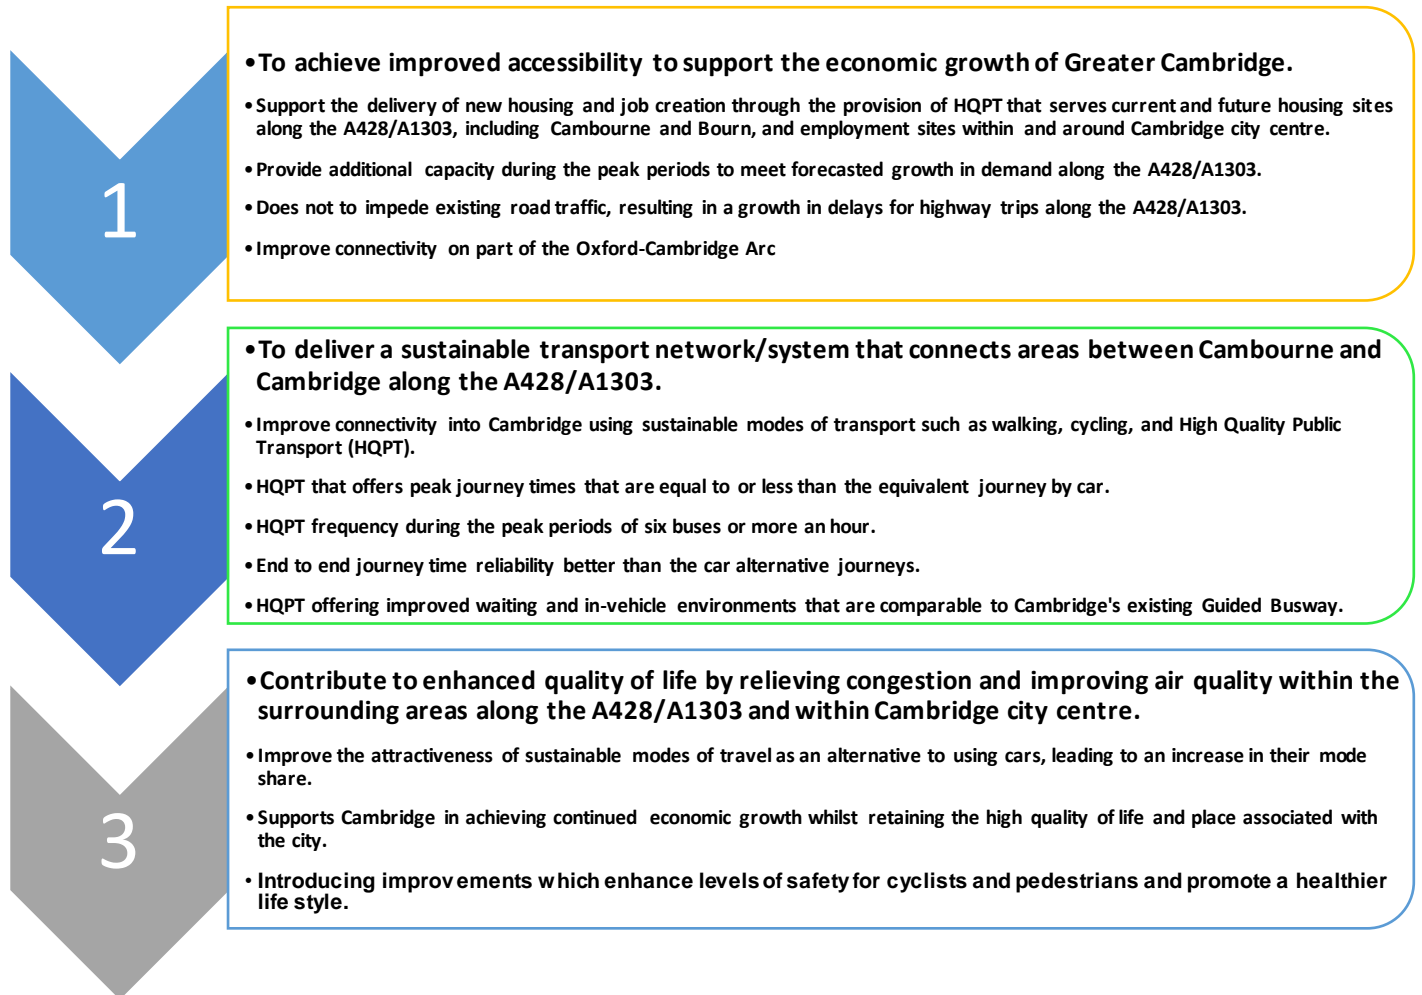 1
•To achieve improved accessibility to support the economic growth of Greater Cambridge.
•Support the delivery of new housing and job creation through the provision of HQPT that serves current and future housing sites
along the A428/A1303, including Cambourne and Bourn, and employment sites within and around Cambridge city centre.
•Provide additional capacity during the peak periods to meet forecasted growth in demand along the A428/A1303.
•Does not to impede existing road traffic, resulting in a growth in delays for highway trips along the A428/A1303.
•Improve connectivity on part of the Oxford-Cambridge Arc
2
•To deliver a sustainable transport network/system that connects areas between Cambourne and
Cambridge along the A428/A1303.
•Improve connectivity into Cambridge using sustainable modes of transport such as walking, cycling, and High Quality Public
Transport (HQPT).
•HQPT that offers peak journey times that are equal to or less than the equivalent journey by car.
•HQPT frequency during the peak periods of six buses or more an hour.
•End to end journey time reliability better than the car alternative journeys.
•HQPT offering improved waiting and in-vehicle environments that are comparable to Cambridge's existing Guided Busway.
3
•Contribute to enhanced quality of life by relieving congestion and improving air quality within the
surrounding areas along the A428/A1303 and within Cambridge city centre.
•Improve the attractiveness of sustainable modes of travel as an alternative to using cars, leading to an increase in their mode
share.
•Supports Cambridge in achieving continued economic growth whilst retaining the high quality of life and place associated with
the city.
•Introducing improvements which enhance levels of safety for cyclists and pedestrians and promote a healthier
life style.